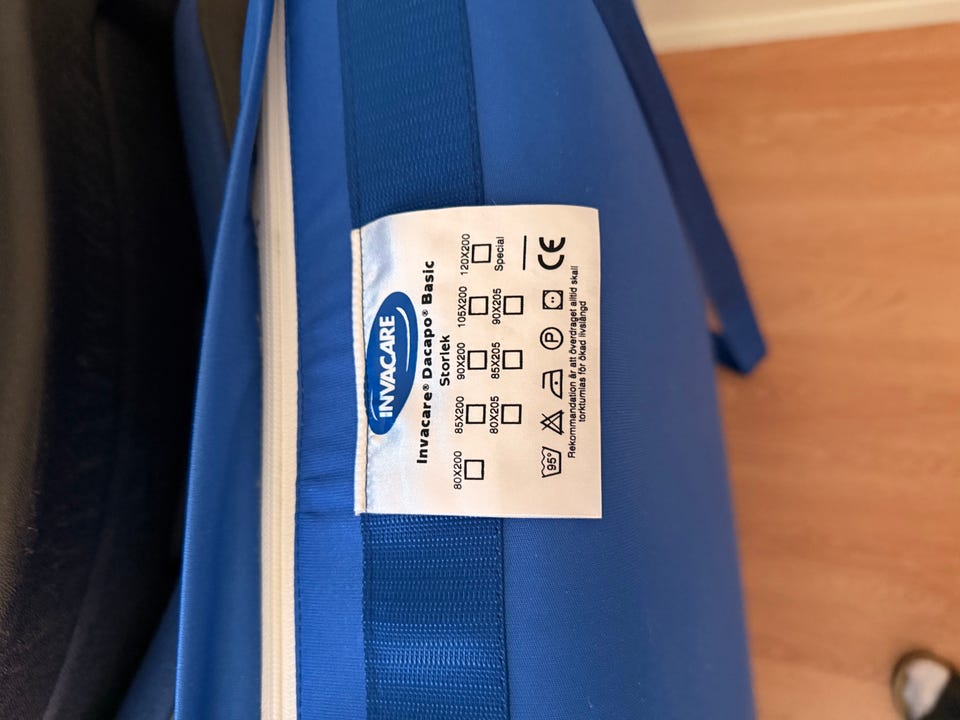 INVACARE
Invacare® Dacapo® Basic
Storlek
80X200 85X200 90X200 105X200 120X200
80X205 85X205 90X205 Special
95° P
CE
Rekommandation är att överdraget alltid skall
torktumlas för ökad livslängd